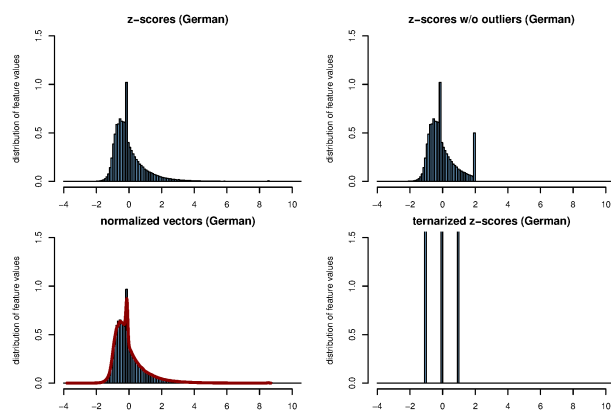 z−scores (German)
z−scores w/o outliers (German)
distribution of feature values
0.0 0.5 1.0 1.5
−4 −2 0 2 4 6 8 10
distribution of feature values
0.0 0.5 1.0 1.5
−4 −2 0 2 4 6 8 10
normalized vectors (German)
ternarized z−scores (German)
distribution of feature values
0.0 0.5 1.0 1.5
−4 −2 0 2 4 6 8 10
distribution of feature values
0.0 0.5 1.0 1.5
−4 −2 0 2 4 6 8 10